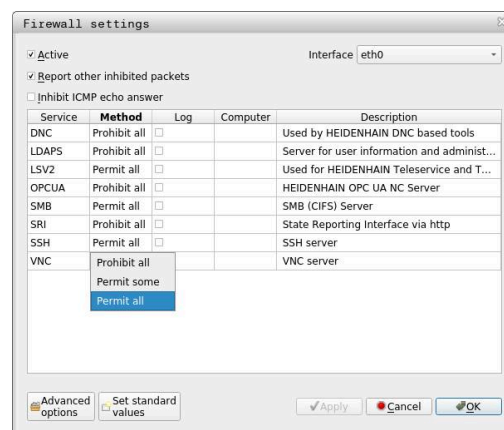 Firewall settings
Active Interface eth0
Report other inhibited packets
Inhibit ICMP echo answer
Service Method Log Computer Description
DNC Prohibit all Used by HEIDENHAIN DNC based tools
LDAPS Prohibit all Server for user information and administ...
LSV2 Permit all Used for HEIDENHAIN Teleservice and T...
OPCUA Prohibit all HEIDENHAIN OPC UA NC Server
SMB Permit all SMB (CIFS) Server
SRI Prohibit all State Reporting Interface via http
SSH Permit all SSH server
VNC VNC server
Prohibit all
Permit some
Permit all
Advanced options Set standard values Apply Cancel OK